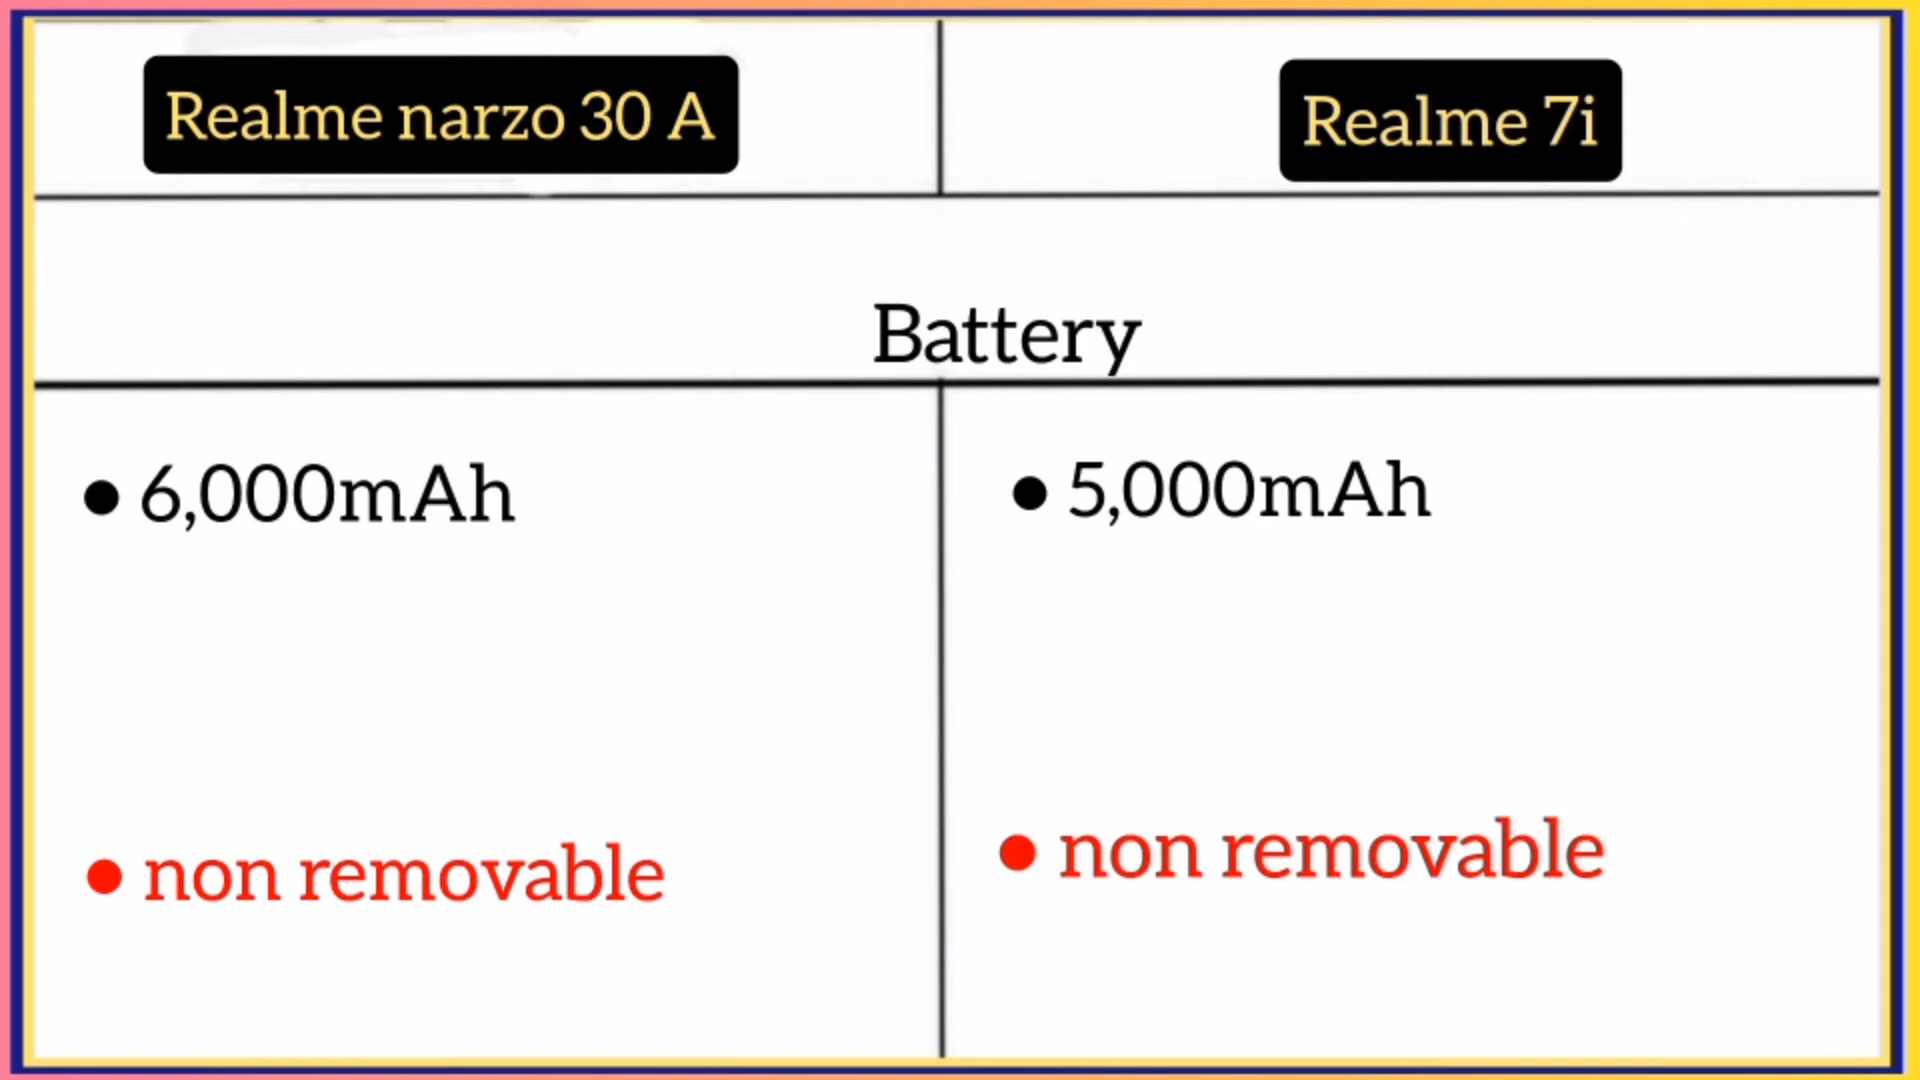 Realme narzo 30 A
Realme 7i
Battery
● 6,000mAh
● 5,000mAh
● non removable
● non removable